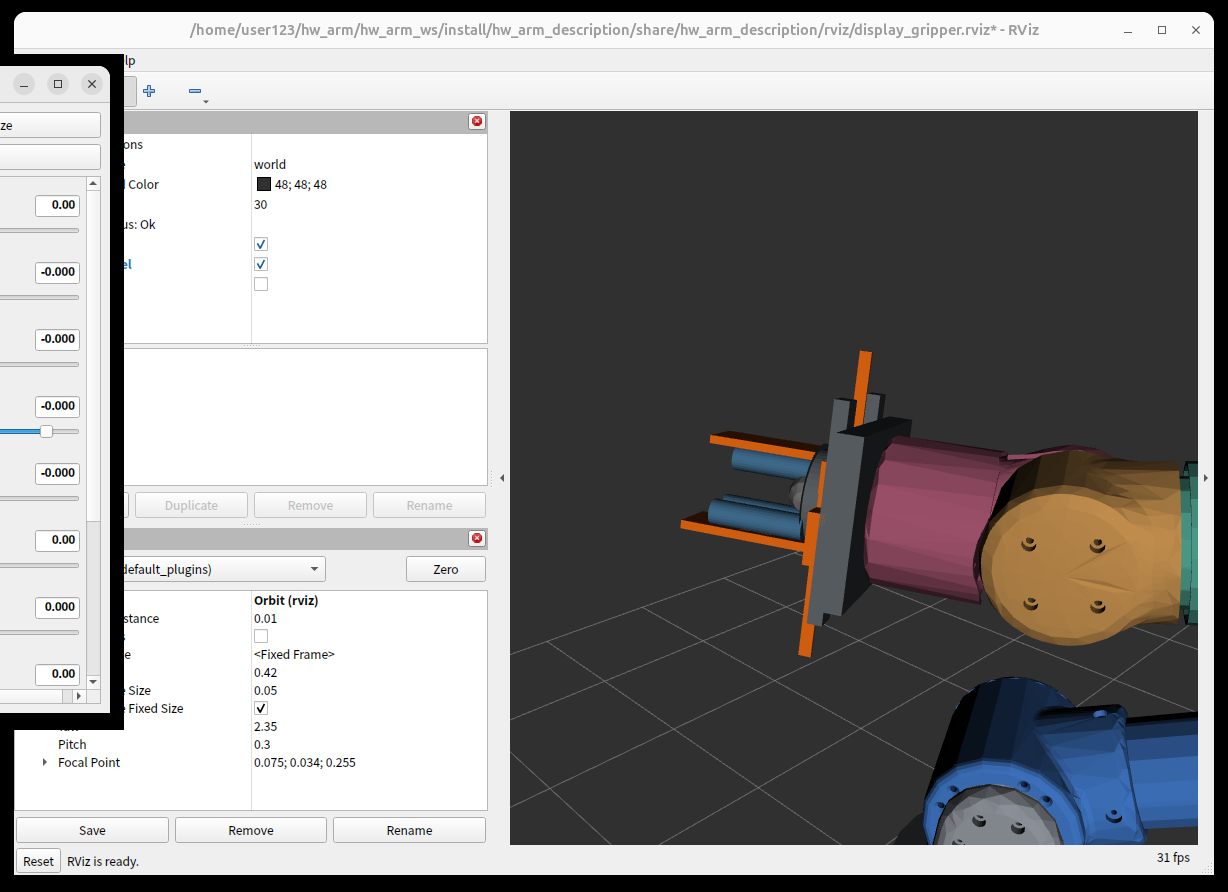 /home/user123/hw_arm/hw_arm_ws/install/hw_arm_description/share/hw_arm_description/rviz/display_gripper.rviz* - RViz
lp
ze
ons
world
Color
48; 48; 48
30
us: Ok
el
0.00
-0.000
-0.000
-0.000
-0.000
0.00
0.000
0.00
Duplicate
Remove
Rename
default_plugins)
Zero
Orbit (rviz)
stance
0.01
s
e
<Fixed Frame>
0.42
Size
0.05
Fixed Size
2.35
Pitch
0.3
Focal Point
0.075; 0.034; 0.255
Save
Remove
Rename
Reset
RViz is ready.
31 fps